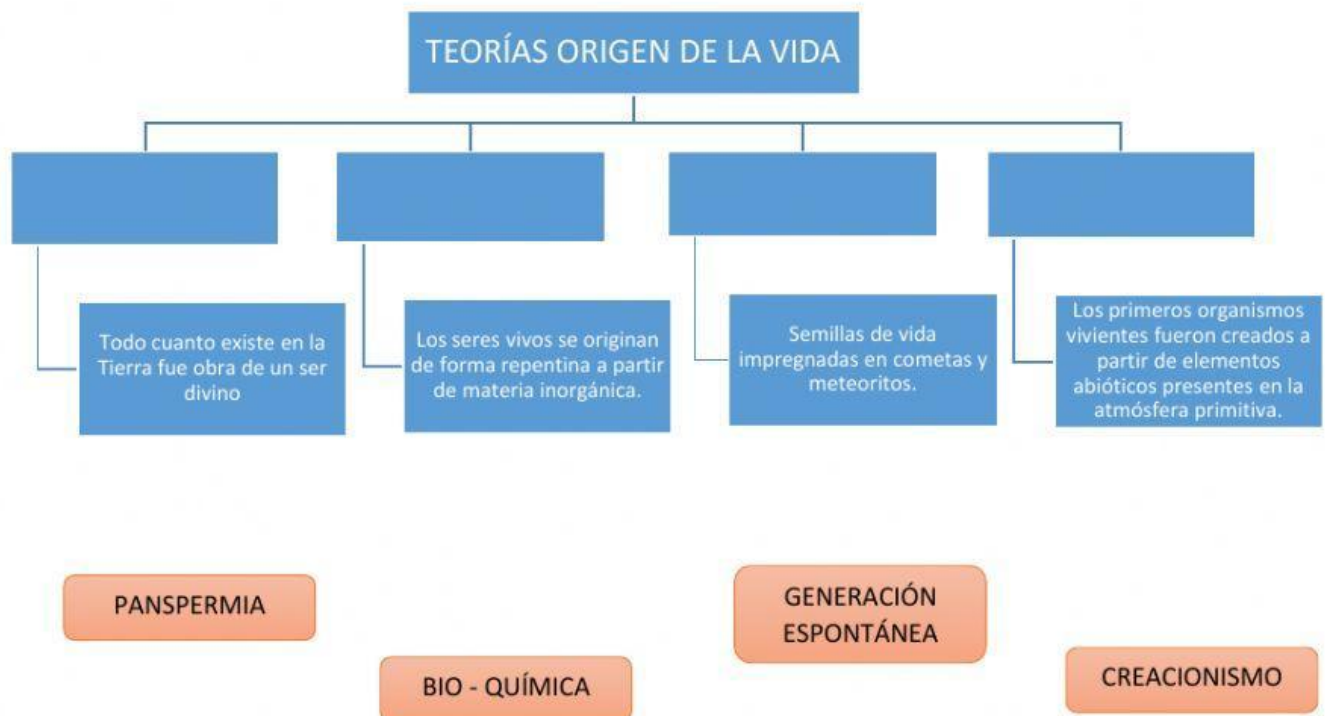 TEORÍAS ORIGEN DE LA VIDA
Todo cuanto existe en la
Tierra fue obra de un ser
divino
Los seres vivos se originan
de forma repentina a partir
de materia inorgánica.
Semillas de vida
impregnadas en cometas y
meteoritos.
Los primeros organismos
vivientes fueron creados a
partir de elementos
abióticos presentes en la
atmósfera primitiva.
PANSPERMIA
BIO - QUÍMICA
GENERACIÓN
ESPONTÁNEA
CREACIONISMO